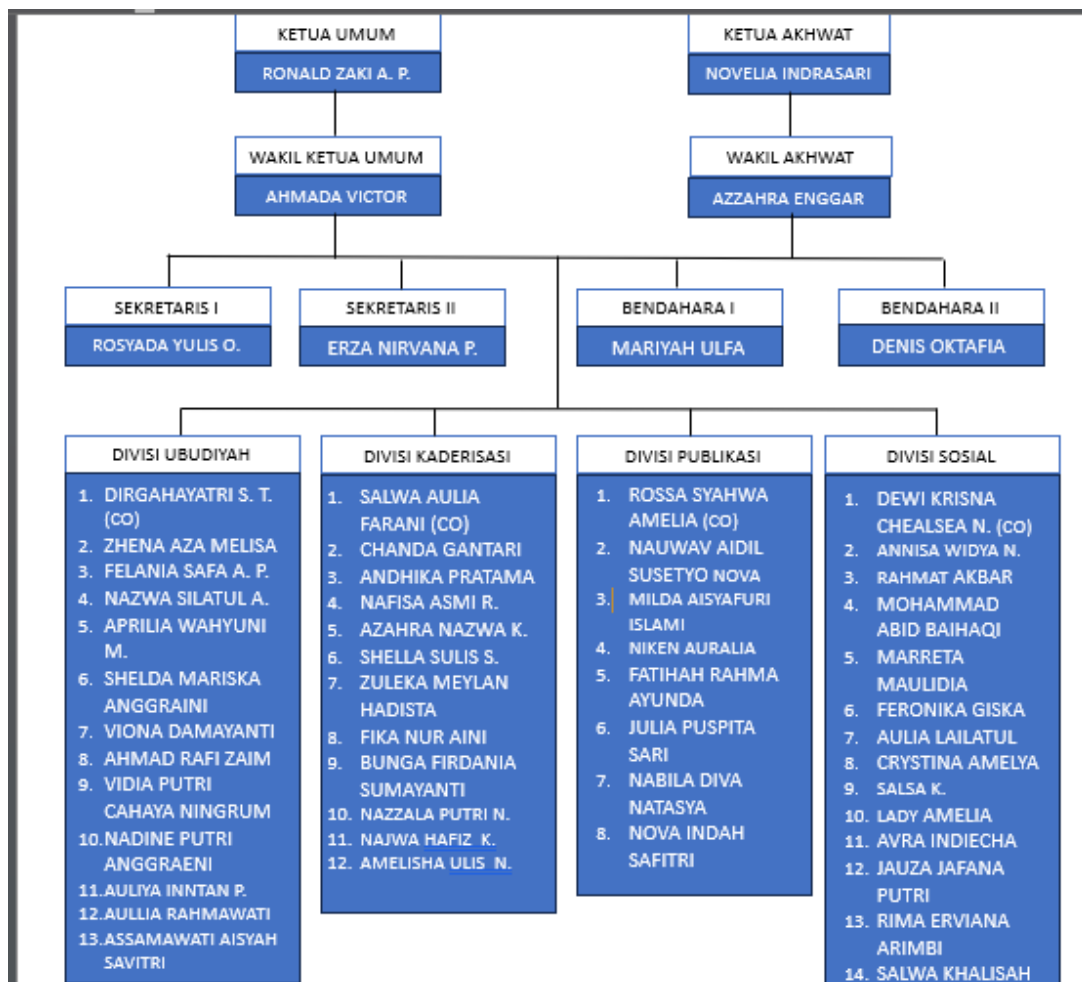 KETUA UMUM
RONALD ZAKI A. P.
KETUA AKHWAT
NOVELIA INDRASARI
WAKIL KETUA UMUM
AHMADA VICTOR
WAKIL AKHWAT
AZZAHRA ENGGAR
SEKRETARIS I
ROSYADA YULIS O.
SEKRETARIS II
ERZA NIRVANA P.
BENDAHARA I
MARIYAH ULFA
BENDAHARA II
DENIS OKTAFIA
DIVISI UBUDIYAH
1. DIRGAHAYATRI S. T.
(CO)
2. ZHENA AZA MELISA
3. FELANIA SAFA A. P.
4. NAZWA SILATUL A.
5. APRILIA WAHYUNI
M.
6. SHELDA MARISKA
ANGGRAINI
7. VIONA DAMAYANTI
8. AHMAD RAFI ZAIM
9. VIDIA PUTRI
CAHAYA NINGRUM
10. NADINE PUTRI
ANGGRAENI
11. AULIYA INNTAN P.
12. AULLIA RAHMAWATI
13. ASSAMAWATI AISYAH
SAVITRI
DIVISI KADERISASI
1. SALWA AULIA
FARANI (CO)
2. CHANDA GANTARI
3. ANDHIKA PRATAMA
4. NAFISA ASMI R.
5. AZAHRA NAZWA K.
6. SHELLA SULIS S.
7. ZULEKA MEYLAN
HADISTA
8. FIKA NUR AINI
9. BUNGA FIRDANIA
SUMAYANTI
10. NAZZALA PUTRI N.
11. NAJWA HAFIZ K.
12. AMELISHA ULIS N.
DIVISI PUBLIKASI
1. ROSSA SYAHWA
AMELIA (CO)
2. NAUWAV AIDIL
SUSETYO NOVA
3. MILDA AISYAFURI
ISLAMI
4. NIKEN AURALIA
5. FATIHAH RAHMA
AYUNDA
6. JULIA PUSPITA
SARI
7. NABILA DIVA
NATASYA
8. NOVA INDAH
SAFITRI
DIVISI SOSIAL
1. DEWI KRISNA
CHEALSEA N. (CO)
2. ANNISA WIDYA N.
3. RAHMAT AKBAR
4. MOHAMMAD
ABID BAIHAQI
5. MARRETA
MAULIDIA
6. FERONIKA GISKA
7. AULIA LAILATUL
8. CRYSTINA AMELYA
9. SALSA K.
10. LADY AMELIA
11. AVRA INDIECHA
12. JAUZA JAFANA
PUTRI
13. RIMA ERVIANA
ARIMBI
14. SALWA KHALISAH